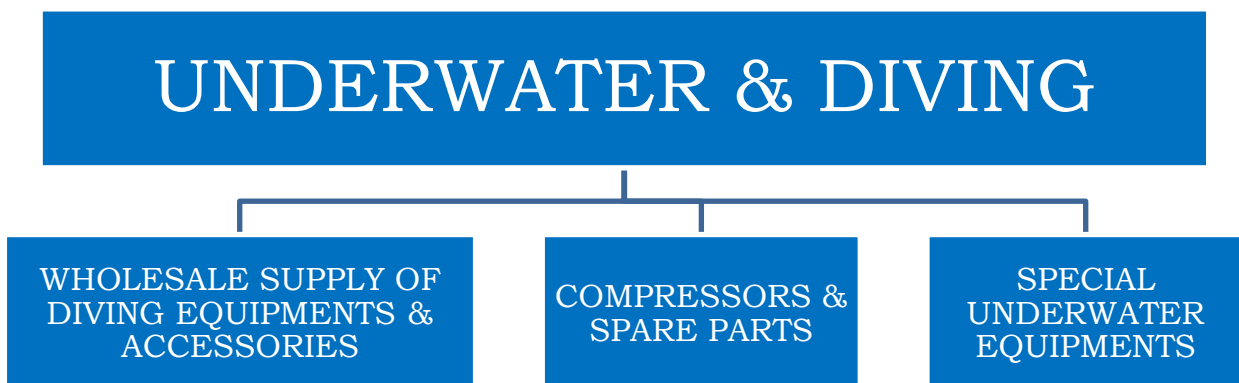 UNDERWATER & DIVING
WHOLESALE SUPPLY OF
DIVING EQUIPMENTS &
ACCESSORIES
COMPRESSORS &
SPARE PARTS
SPECIAL
UNDERWATER
EQUIPMENTS